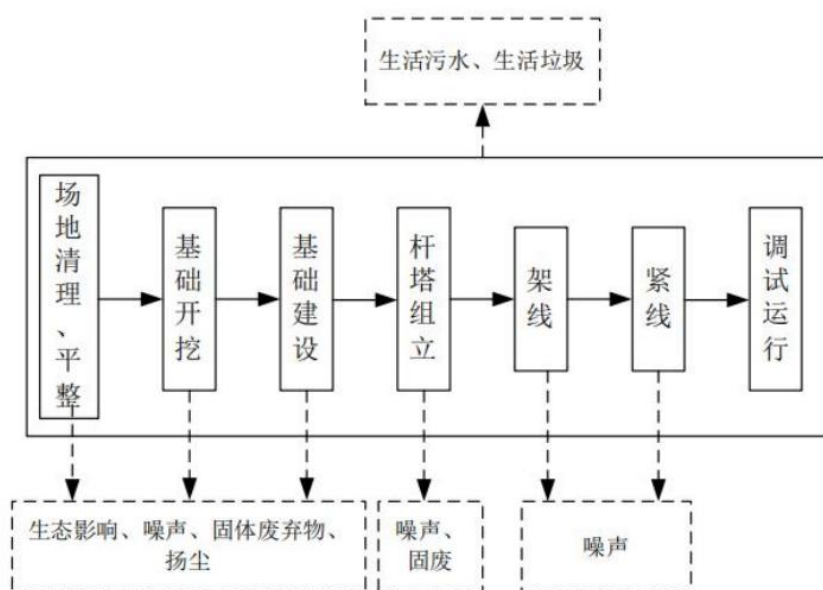 生活污水、生活垃圾
场地清理、平整
基础开挖
基础建设
杆塔组立
架线
紧线
调试运行
生态影响、噪声、固体废弃物、
扬尘
噪声、
固废
噪声